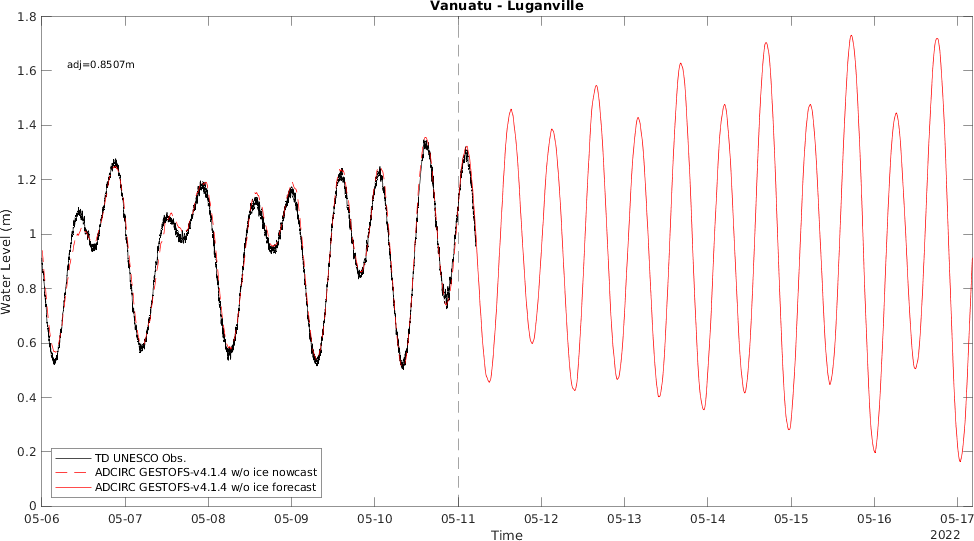 Vanuatu - Luganville
1.8
1.6
1.4
1.2
1
0.8
0.6
0.4
0.2
0
Water Level (m)
adj=0.8507m
TD UNESCO Obs.
ADCIRC GESTOFS-v4.1.4 w/o ice nowcast
ADCIRC GESTOFS-v4.1.4 w/o ice forecast
05-06 05-07 05-08 05-09 05-10 05-11 05-12 05-13 05-14 05-15 05-16 05-17
Time
2022